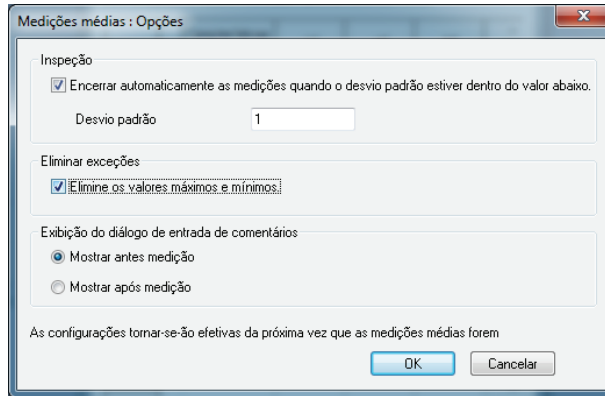 Medições médias : Opções
Inspeção
Encerrar automaticamente as medições quando o desvio padrão estiver dentro do valor abaixo.
Desvio padrão 1
Eliminar exceções
Elimine os valores máximos e mínimos.
Exibição do diálogo de entrada de comentários
Mostrar antes medição
Mostrar após medição
As configurações tornar-se-ão efetivas da próxima vez que as medições médias forem
OK Cancelar